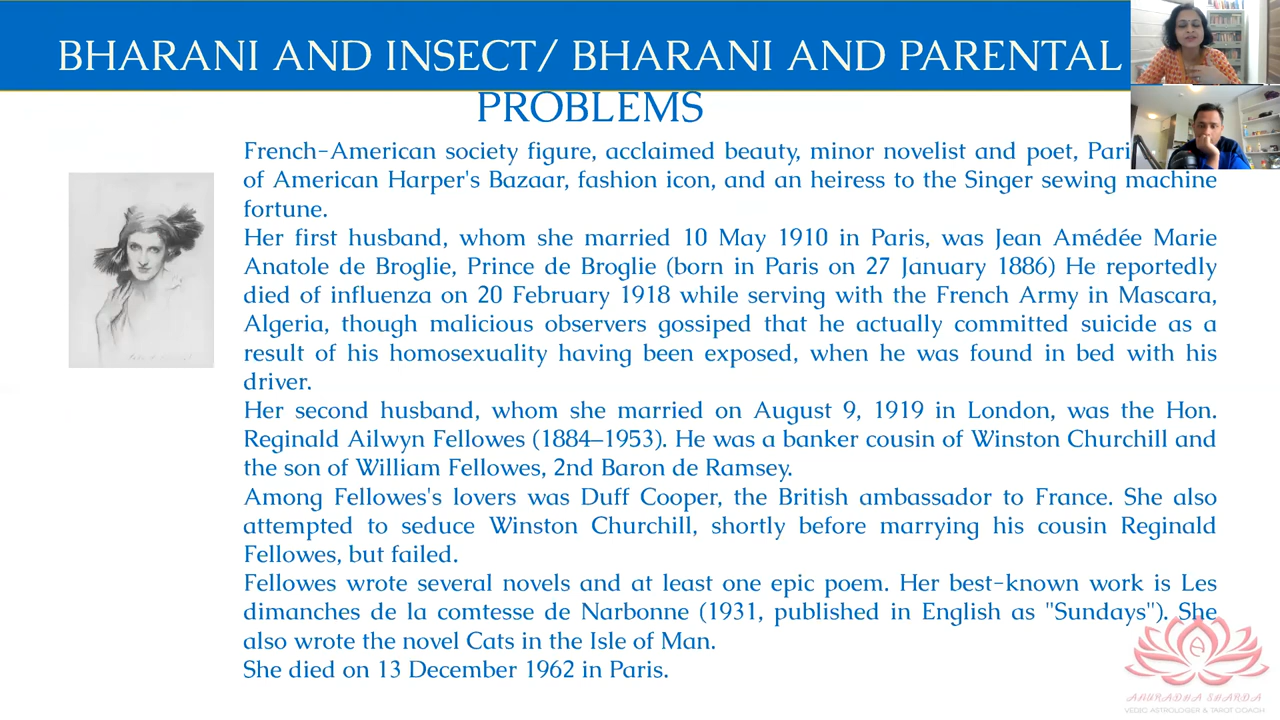 BHARANI AND INSECT/ BHARANI AND PARENTAL
PROBLEMS
French-American society figure, acclaimed beauty, minor novelist and poet,
of American Harper's Bazaar, fashion icon, and an heiress to the Singer sewing machine
fortune.
Her first husband, whom she married 10 May 1910 in Paris, was Jean Amédée Marie
Anatole de Broglie, Prince de Broglie (born in Paris on 27 January 1886) He reportedly
died of influenza on 20 February 1918 while serving with the French Army in Mascara,
Algeria, though malicious observers gossiped that he actually committed suicide as a
result of his homosexuality having been exposed, when he was found in bed with his
driver.
Her second husband, whom she married on August 9, 1919 in London, was the Hon.
Reginald Ailwyn Fellowes (1884–1953). He was a banker cousin of Winston Churchill and
the son of William Fellowes, 2nd Baron de Ramsey.
Among Fellowes's lovers was Duff Cooper, the British ambassador to France. She also
attempted to seduce Winston Churchill, shortly before marrying his cousin Reginald
Fellowes, but failed.
Fellowes wrote several novels and at least one epic poem. Her best-known work is Les
dimanches de la comtesse de Narbonne (1931, published in English as "Sundays"). She
also wrote the novel Cats in the Isle of Man.
She died on 13 December 1962 in Paris.
ANURADHA SHARDA
VEDIC ASTROLOGER & TAROT COACH